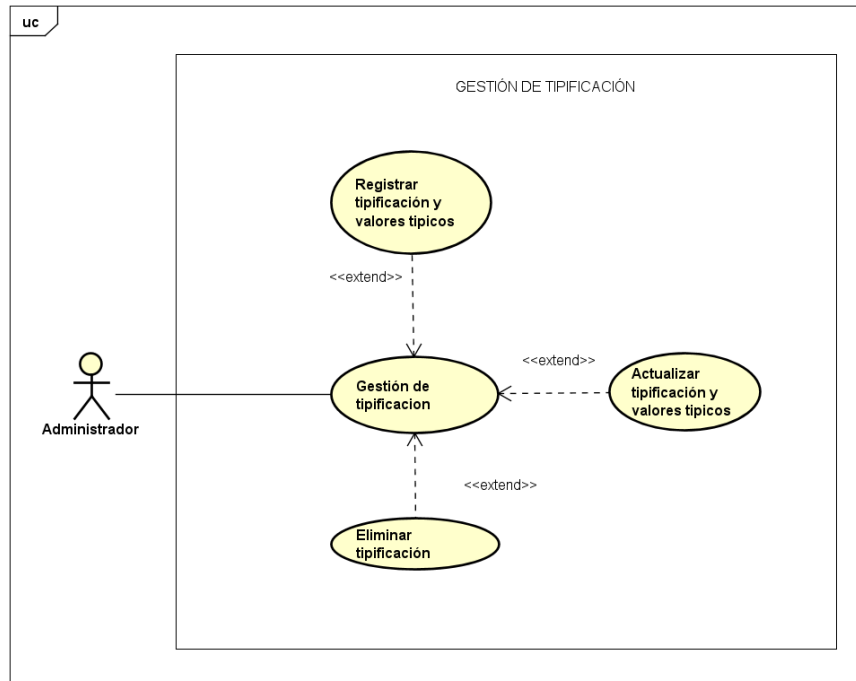 uc
GESTIÓN DE TIPIFICACIÓN
Registrar
tipificación y
valores tipicos
<<extend>>
<<extend>>
Actualizar
tipificación y
valores tipicos
Gestión de
tipificacion
Administrador
<<extend>>
Eliminar
tipificación